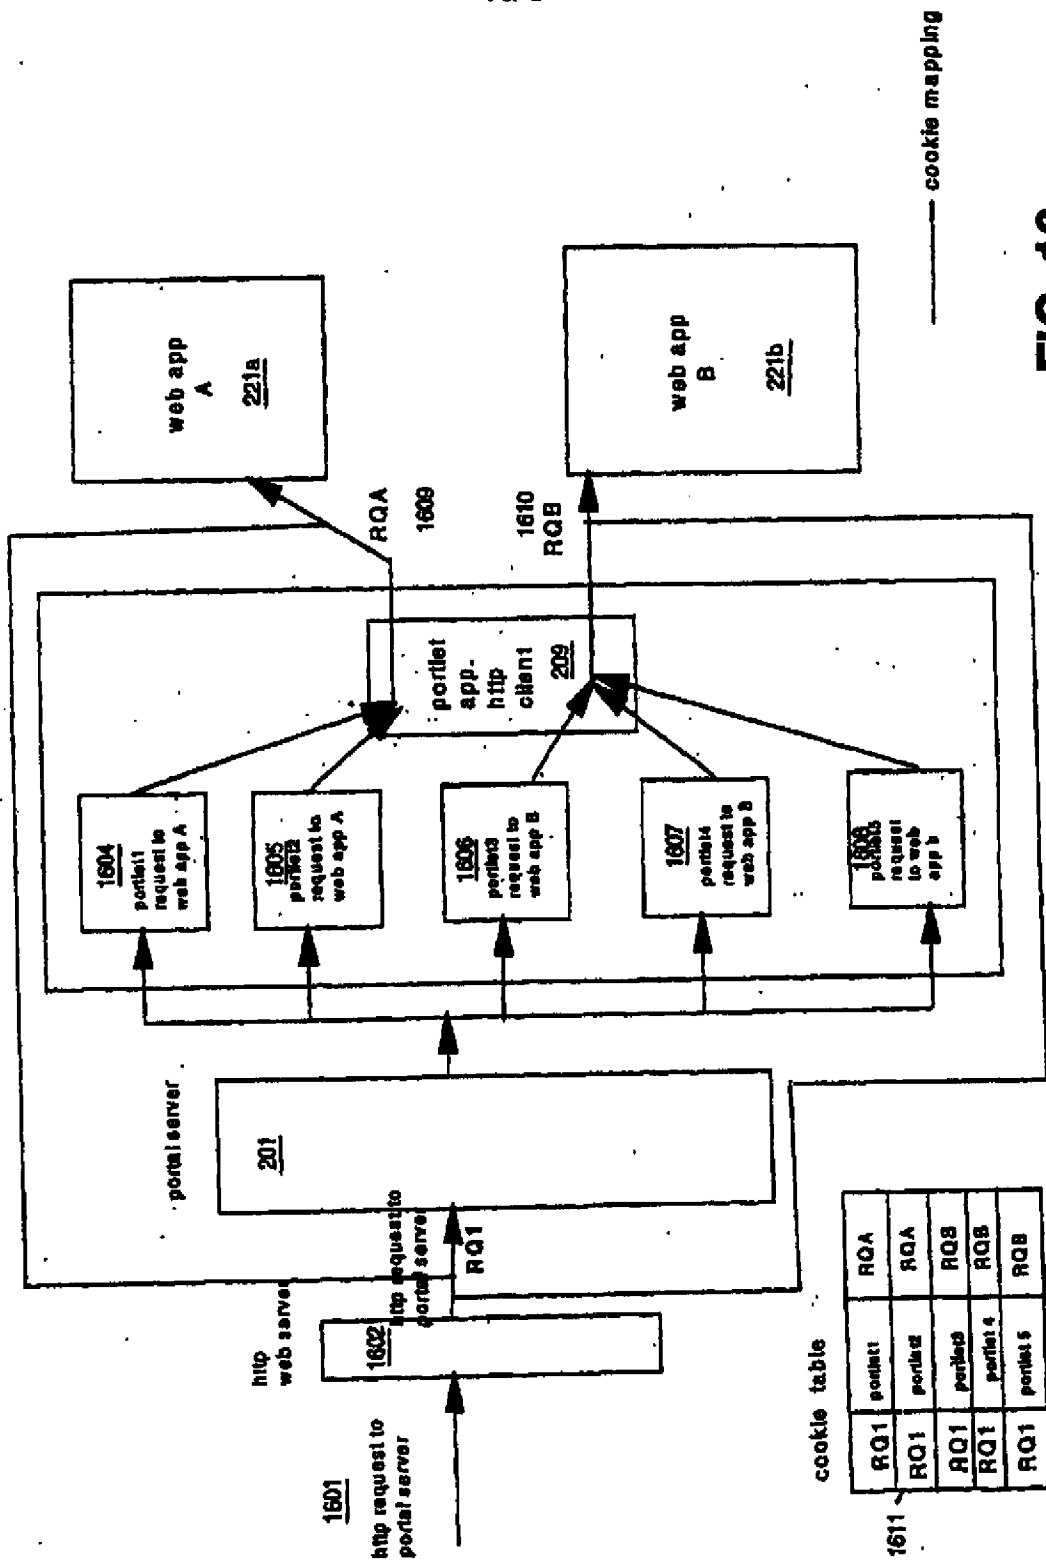 cookie mapping
web app
A
221a
web app
B
221b
RQA
1609
1610
RQB
portlet
app-
http
client
209
1604
portlet1
request to
web app A
1605
portlet2
request to
web app A
1606
portlet3
request to
web app B
1607
portlet4
request to
web app B
1608
portlet5
request
to web
app b
portal server
201
http
web server
1602
http request to
portal server
RQ1
1601
http request to
portal server
cookie table
1611
RQ1 portlet1 RQA
RQ1 portlet2 RQA
RQ1 portlet3 RQB
RQ1 portlet 4 RQB
RQ1 portlet 5 RQB